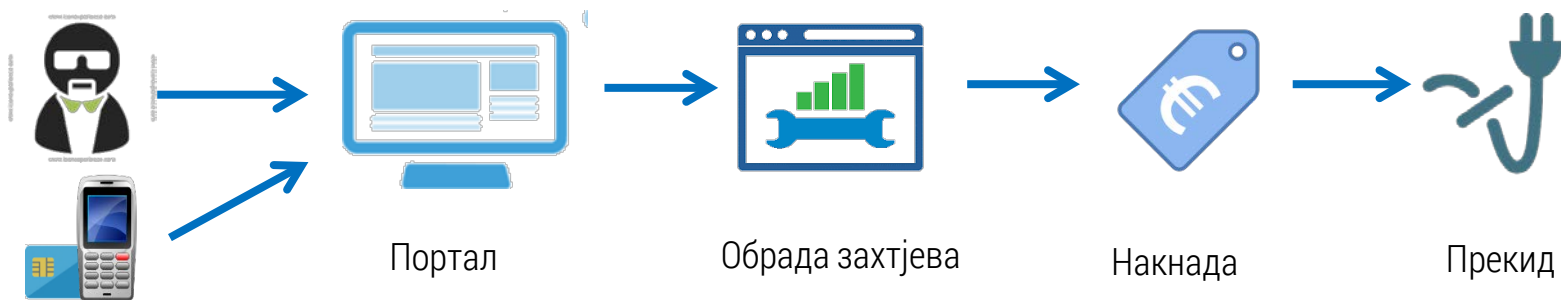 Портал
Обрада захтјева
Накнада
Прекид